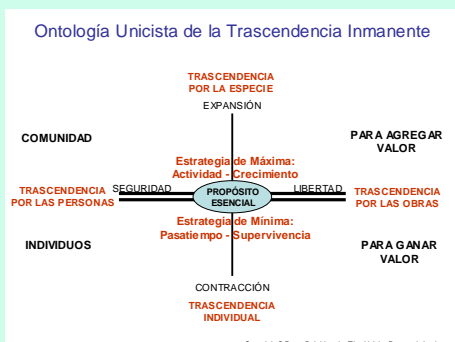 Ontología Unicista de la Trascendencia Inmanente
TRASCENDENCIA
POR LA ESPECIE
EXPANSIÓN
COMUNIDAD
PARA AGREGAR
VALOR
Estrategia de Máxima:
Actividad - Crecimiento
TRASCENDENCIA
POR LAS PERSONAS
SEGURIDAD
PROPÓSITO
ESENCIAL
LIBERTAD
TRASCENDENCIA
POR LAS OBRAS
Estrategia de Mínima:
Pasatiempo - Supervivencia
INDIVIDUOS
PARA GANAR
VALOR
CONTRACCIÓN
TRASCENDENCIA
INDIVIDUAL